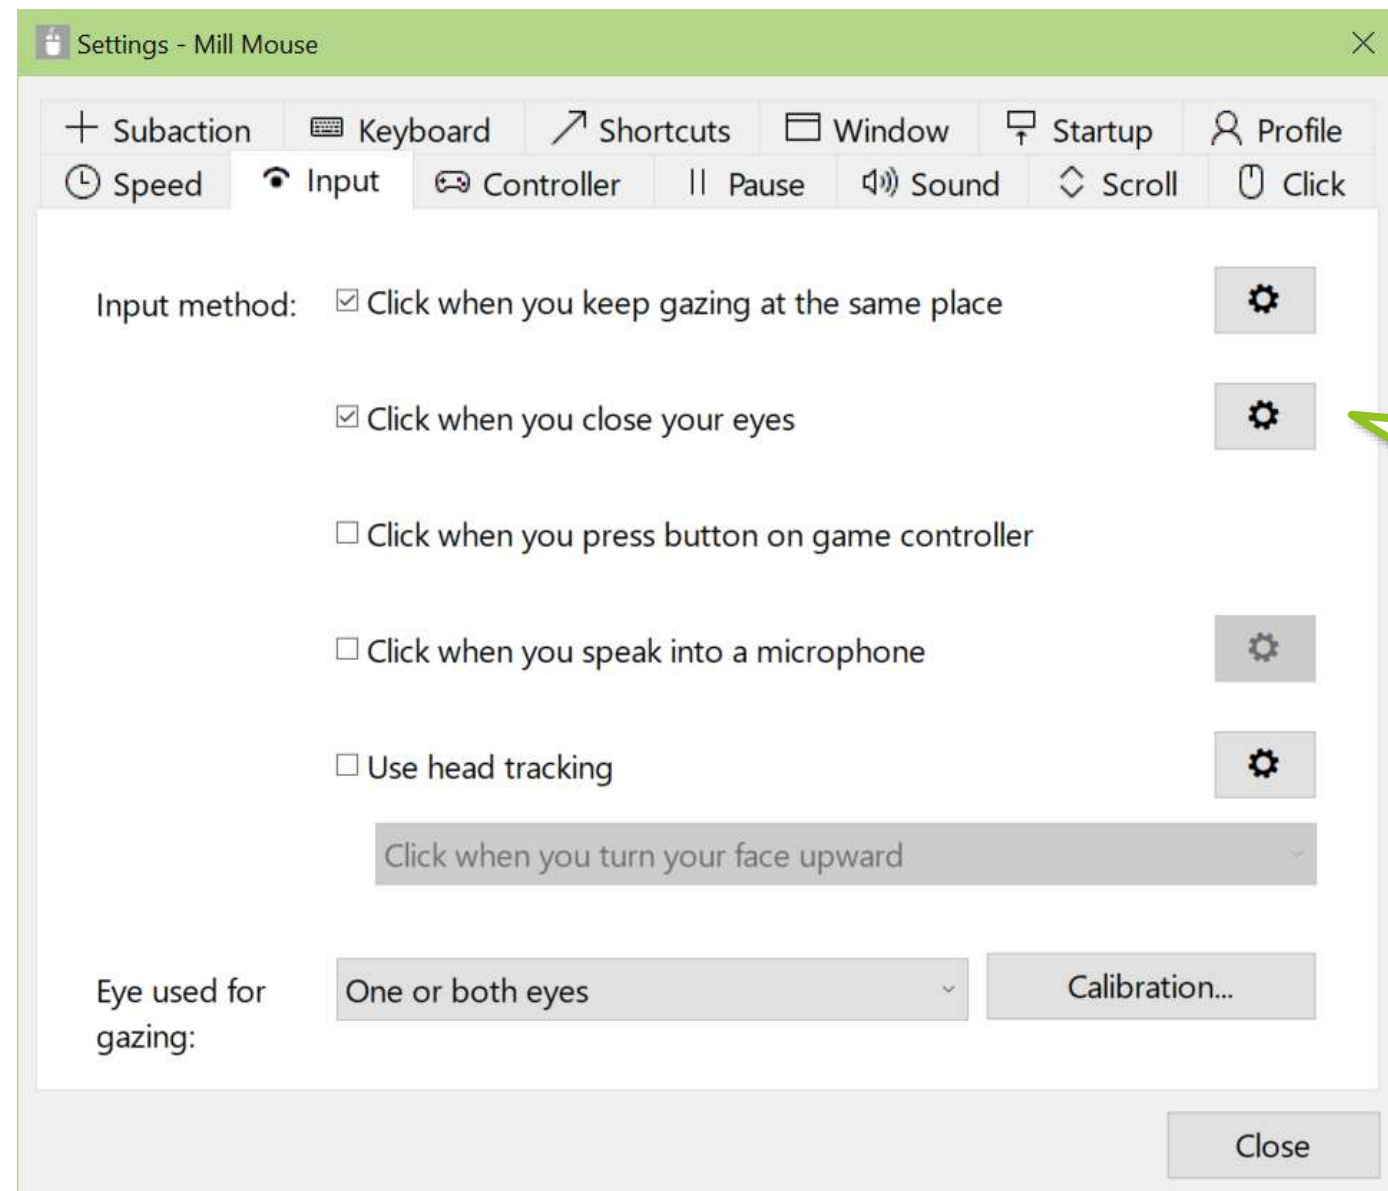 Settings - Mill Mouse
Subaction Keyboard Shortcuts Window Startup Profile
Speed Input Controller Pause Sound Scroll Click
Input method: Click when you keep gazing at the same place
Click when you close your eyes
Click when you press button on game controller
Click when you speak into a microphone
Use head tracking
Click when you turn your face upward
Eye used for gazing: One or both eyes Calibration...
Close